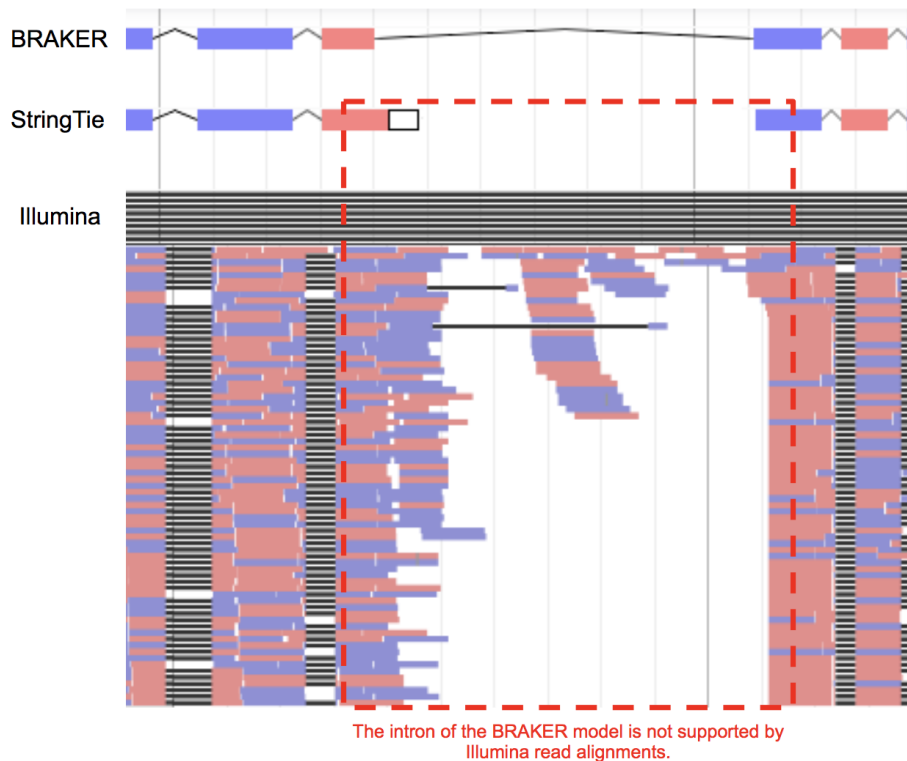 BRAKER
StringTie
Illumina
The intron of the BRAKER model is not supported by
Illumina read alignments.